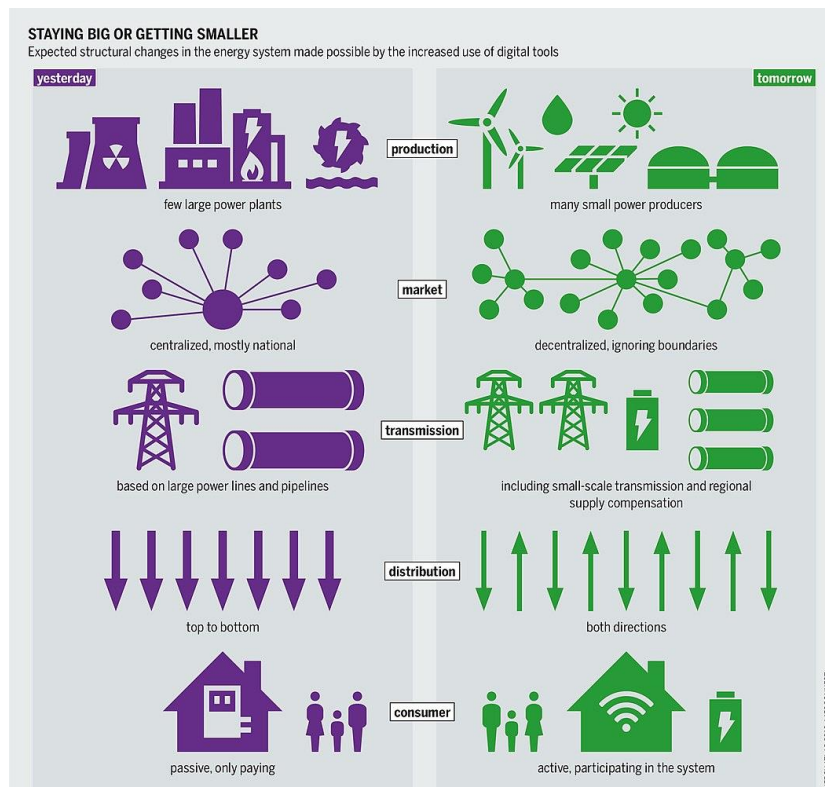 STAYING BIG OR GETTING SMALLER
Expected structural changes in the energy system made possible by the increased use of digital tools
yesterday
tomorrow
production
few large power plants
many small power producers
market
centralized, mostly national
decentralized, ignoring boundaries
transmission
based on large power lines and pipelines
including small-scale transmission and regional
supply compensation
distribution
top to bottom
both directions
consumer
passive, only paying
active, participating in the system